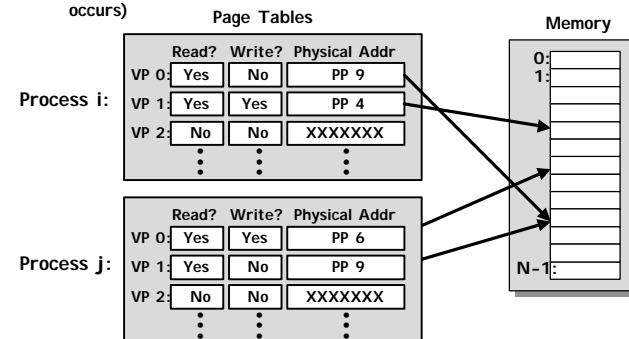 occurs)
Page Tables
Memory
Read? Write? Physical Addr
0:
VP 0: Yes No PP 9
1:
Process i:
VP 1: Yes Yes PP 4
VP 2: No No XXXXXXX
Read? Write? Physical Addr
VP 0: Yes Yes PP 6
Process j:
VP 1: Yes No PP 9
N-1:
VP 2: No No XXXXXXX